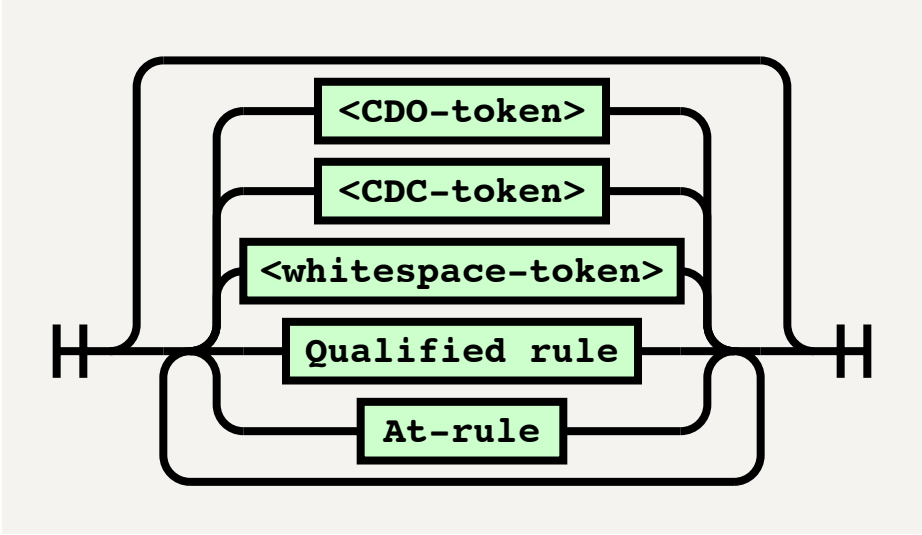 <CDO-token>
<CDC-token>
<whitespace-token>
Qualified rule
At-rule